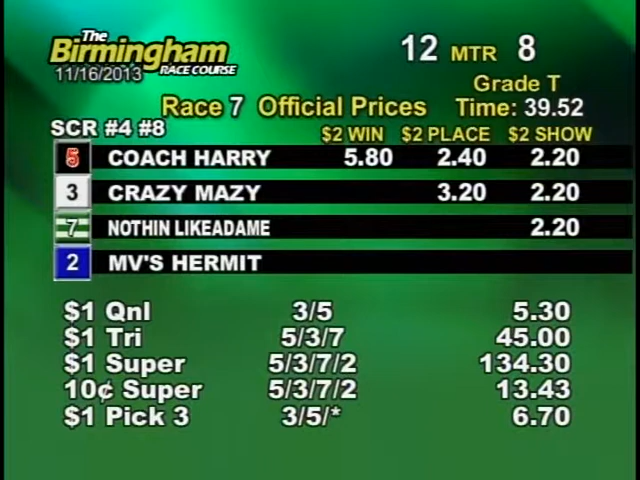 The
Birmingham
RACE COURSE
11/16/2013
12 MTR 8
Grade T
Race 7 Official Prices Time: 39.52
SCR #4 #8 $2 WIN $2 PLACE $2 SHOW
5 COACH HARRY 5.80 2.40 2.20
3 CRAZY MAZY 3.20 2.20
7 NOTHIN LIKEADAME 2.20
2 MV'S HERMIT
$1 Qnl 3/5 5.30
$1 Tri 5/3/7 45.00
$1 Super 5/3/7/2 134.30
10¢ Super 5/3/7/2 13.43
$1 Pick 3 3/5/* 6.70